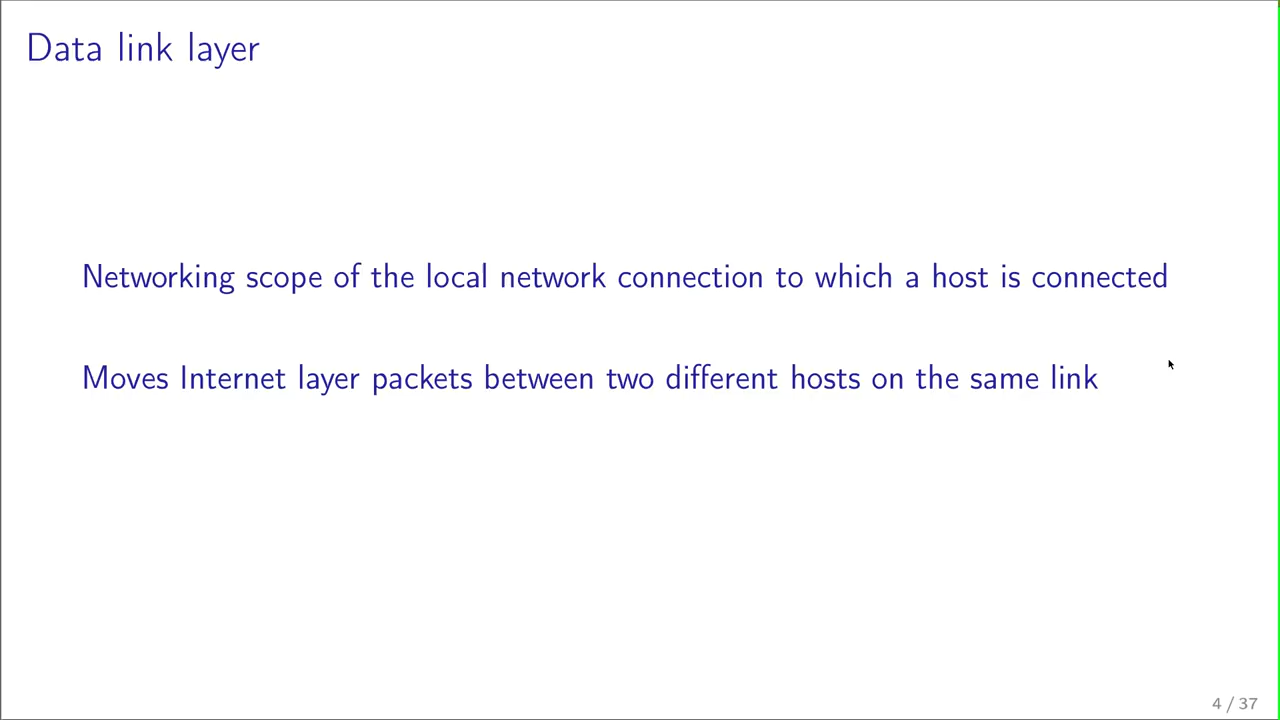 Data link layer
Networking scope of the local network connection to which a host is connected
Moves Internet layer packets between two different hosts on the same link
4 / 37